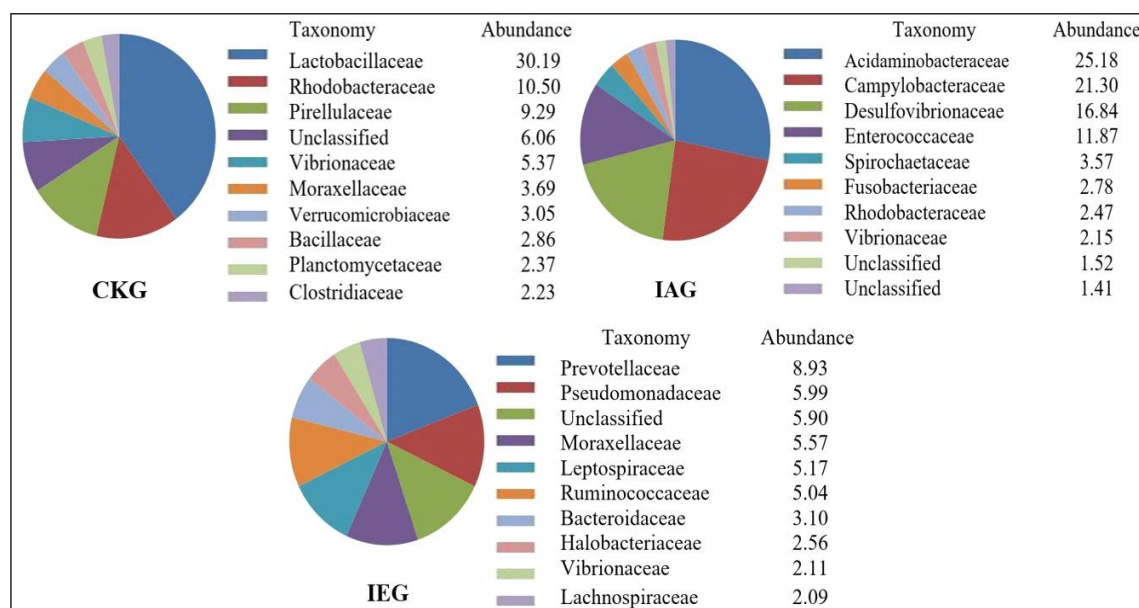 Taxonomy Abundance
Lactobacillaceae 30.19
Rhodobacteraceae 10.50
Pirellulaceae 9.29
Unclassified 6.06
Vibrionaceae 5.37
Moraxellaceae 3.69
Verrucomicrobiaceae 3.05
Bacillaceae 2.86
Planctomycetaceae 2.37
Clostridiaceae 2.23
CKG
Taxonomy Abundance
Acidaminobacteraceae 25.18
Campylobacteraceae 21.30
Desulfovibrionaceae 16.84
Enterococcaceae 11.87
Spirochaetaceae 3.57
Fusobacteriaceae 2.78
Rhodobacteraceae 2.47
Vibrionaceae 2.15
Unclassified 1.52
Unclassified 1.41
IAG
Taxonomy Abundance
Prevotellaceae 8.93
Pseudomonadaceae 5.99
Unclassified 5.90
Moraxellaceae 5.57
Leptospiraceae 5.17
Ruminococcaceae 5.04
Bacteroidaceae 3.10
Halobacteriaceae 2.56
Vibrionaceae 2.11
Lachnospiraceae 2.09
IEG